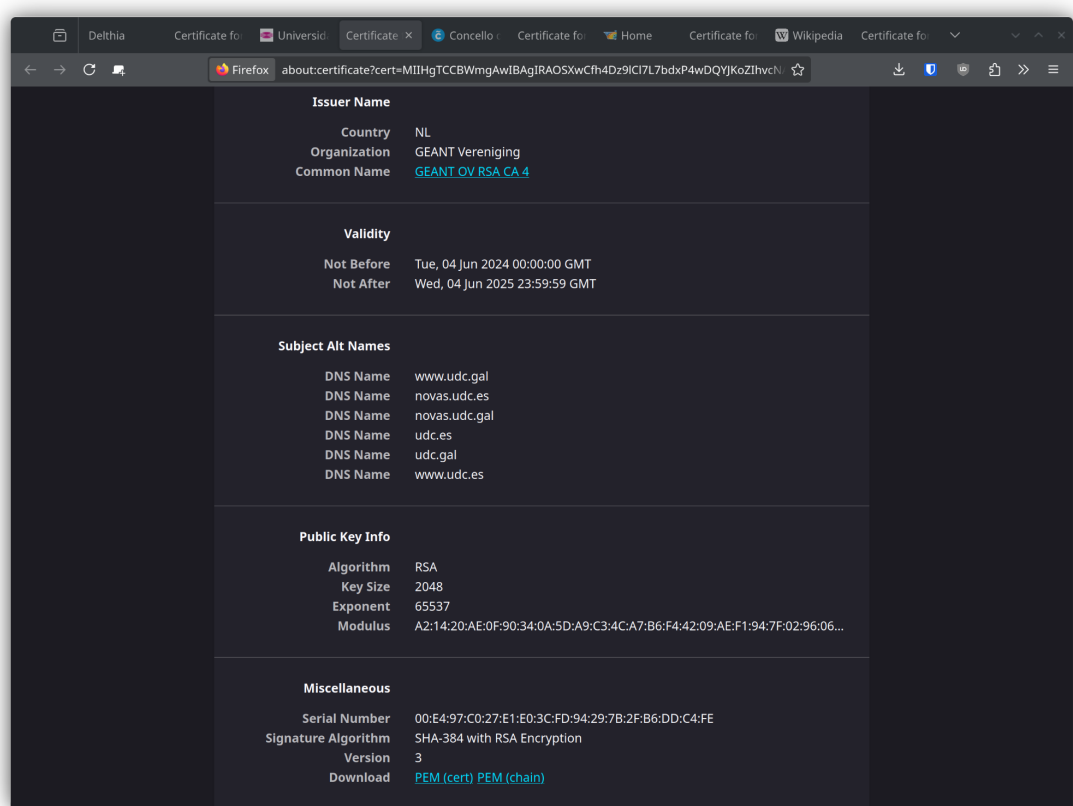 Delthia Certificate fo Universid Certificate Concello Certificate for Home Certificate fo Wikipedia Certificate fo
Firefox about:certificate?cert=MIIHgTCCBWmgAwIBAgIRAOSXwCfh4Dz9lCl7L7bdxP4wDQYJKoZIhvcN
Issuer Name
Country NL
Organization GEANT Vereniging
Common Name GEANT OV RSA CA 4
Validity
Not Before Tue, 04 Jun 2024 00:00:00 GMT
Not After Wed, 04 Jun 2025 23:59:59 GMT
Subject Alt Names
DNS Name www.udc.gal
DNS Name novas.udc.es
DNS Name novas.udc.gal
DNS Name udc.es
DNS Name udc.gal
DNS Name www.udc.es
Public Key Info
Algorithm RSA
Key Size 2048
Exponent 65537
Modulus A2:14:20:AE:0F:90:34:0A:5D:A9:C3:4C:A7:B6:F4:42:09:AE:F1:94:7F:02:96:06…
Miscellaneous
Serial Number 00:E4:97:C0:27:E1:E0:3C:FD:94:29:7B:2F:B6:DD:C4:FE
Signature Algorithm SHA-384 with RSA Encryption
Version 3
Download PEM (cert) PEM (chain)